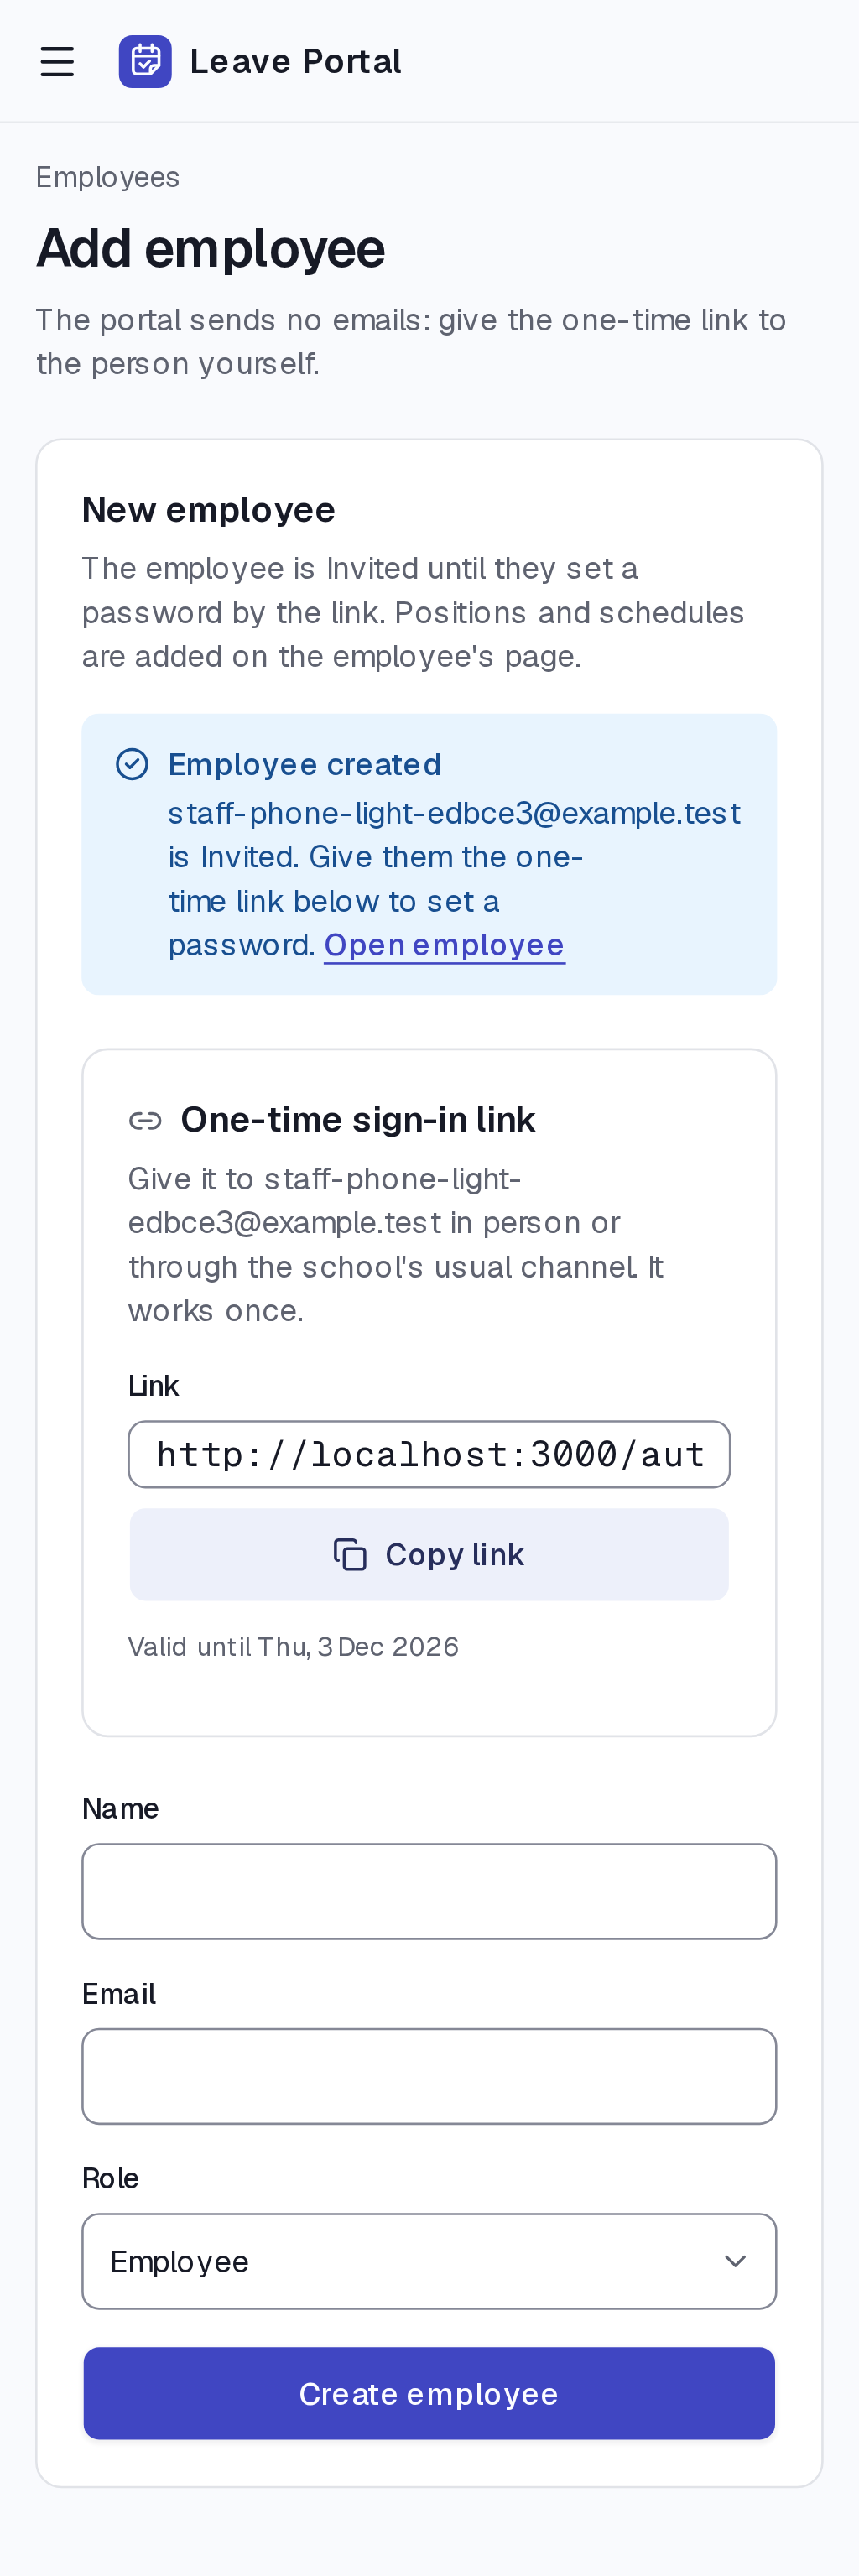 Leave Portal
Employees
Add employee
The portal sends no emails: give the one-time link to
the person yourself.
New employee
The employee is Invited until they set a
password by the link. Positions and schedules
are added on the employee's page.
Employee created
staff-phone-light-edbce3@example.test
is Invited. Give them the one-
time link below to set a
password. Open employee
One-time sign-in link
Give it to staff-phone-light-
edbce3@example.test in person or
through the school's usual channel. It
works once.
Link
http://localhost:3000/aut
Copy link
Valid until Thu, 3 Dec 2026
Name
Email
Role
Employee
Create employee